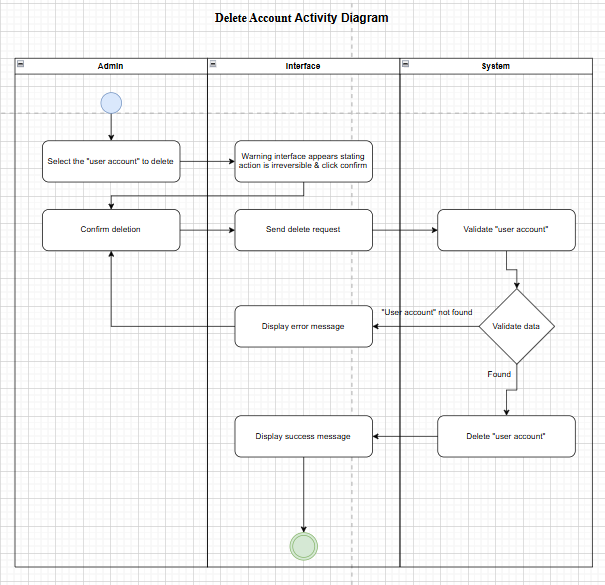 Delete Account Activity Diagram
Admin
Interface
System
Select the "user account" to delete
Warning interface appears stating
action is irreversible & click confirm
Confirm deletion
Send delete request
Validate "user account"
"User account" not found
Display error message
Validate data
Found
Display success message
Delete "user account"